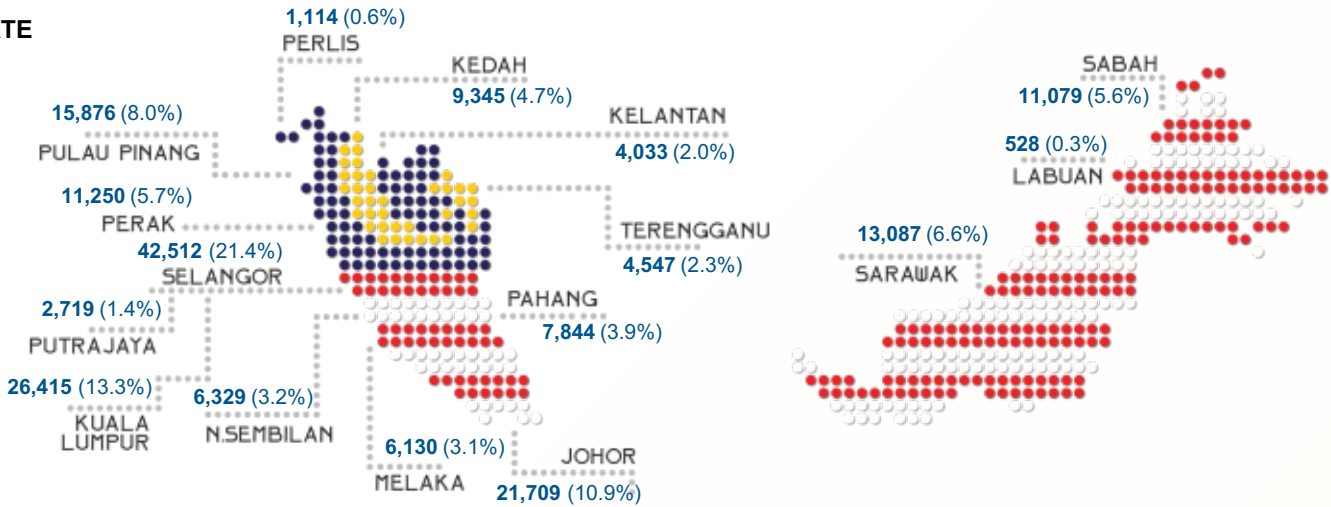 1,114 (0.6%)
PERLIS
KEDAH
9,345 (4.7%)
15,876 (8.0%)
PULAU PINANG
KELANTAN
4,033 (2.0%)
11,250 (5.7%)
PERAK
42,512 (21.4%)
SELANGOR
TERENGGANU
4,547 (2.3%)
2,719 (1.4%)
PUTRAJAYA
PAHANG
7,844 (3.9%)
26,415 (13.3%)
KUALA
LUMPUR
6,329 (3.2%)
N.SEMBILAN
6,130 (3.1%)
MELAKA
JOHOR
21,709 (10.9%)
SABAH
11,079 (5.6%)
528 (0.3%)
LABUAN
13,087 (6.6%)
SARAWAK